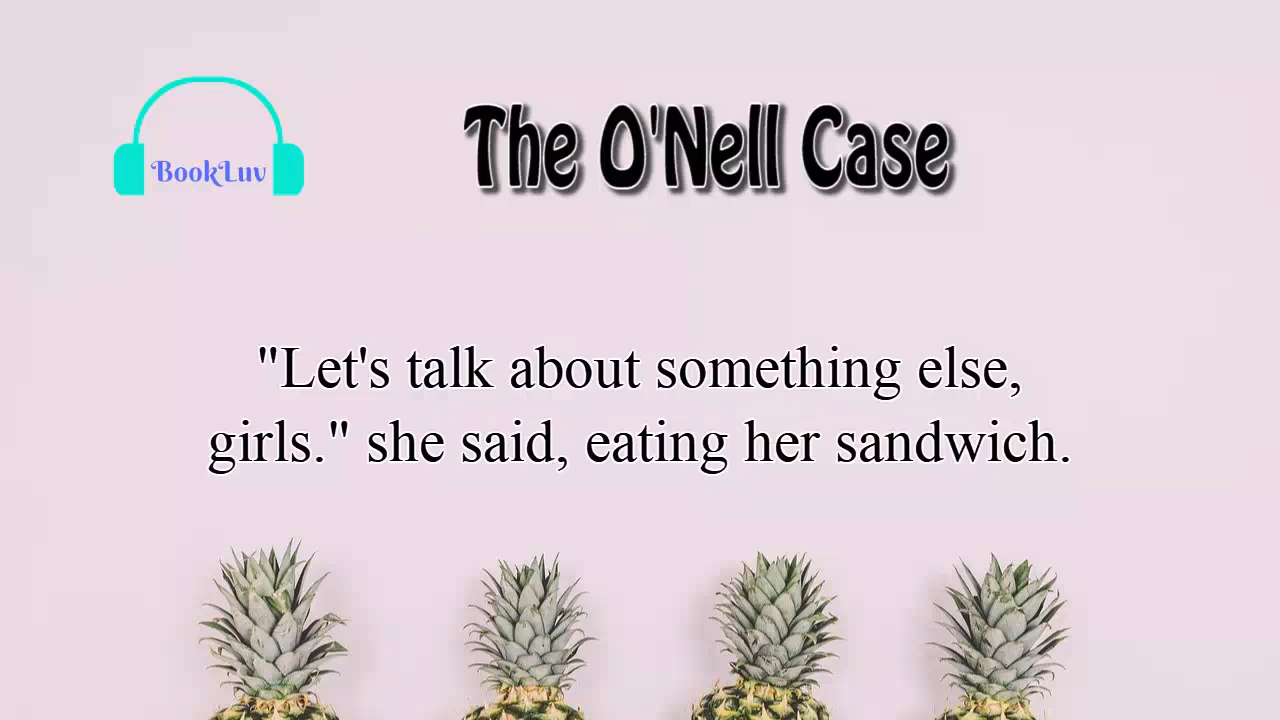 BookLuv
The O'Nell Case
"Let's talk about something else,
girls." she said, eating her sandwich.